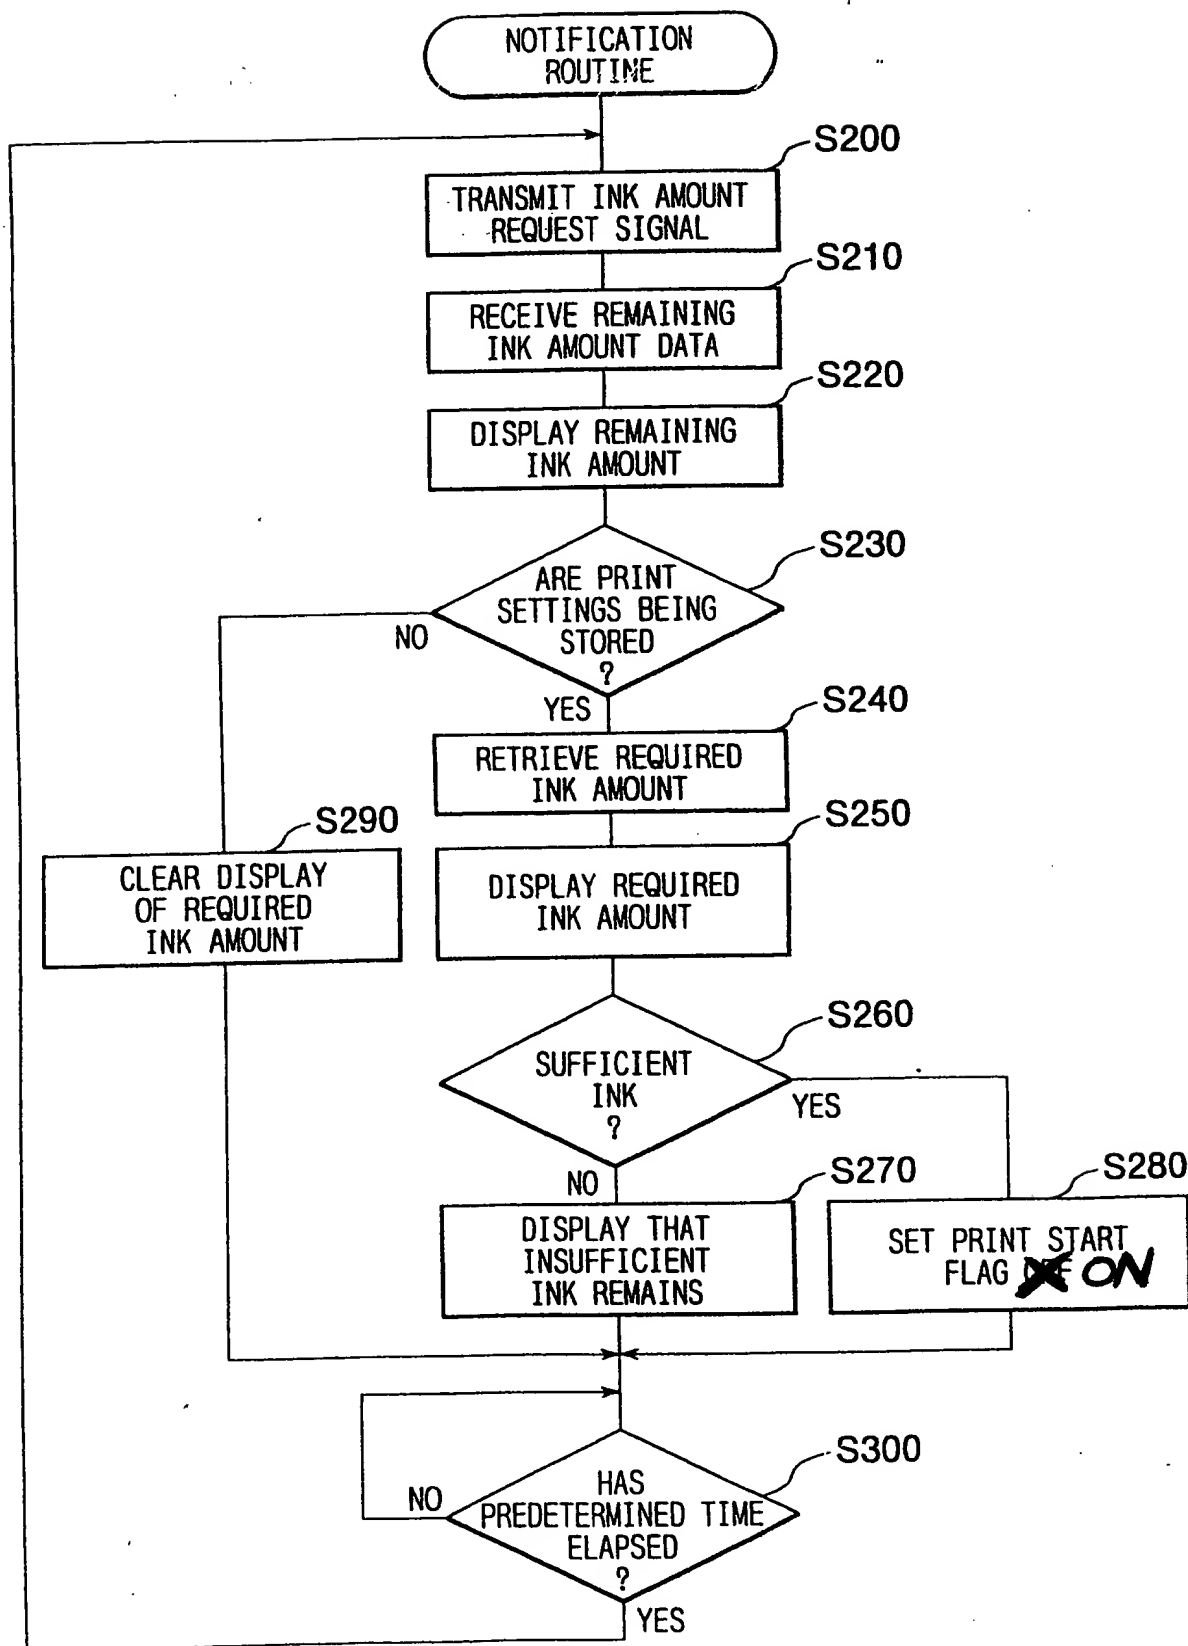 NOTIFICATION
ROUTINE
S200
TRANSMIT INK AMOUNT
REQUEST SIGNAL
S210
RECEIVE REMAINING
INK AMOUNT DATA
S220
DISPLAY REMAINING
INK AMOUNT
S230
ARE PRINT
SETTINGS BEING
STORED
?
NO
YES
S240
RETRIEVE REQUIRED
INK AMOUNT
S290
CLEAR DISPLAY
OF REQUIRED
INK AMOUNT
S250
DISPLAY REQUIRED
INK AMOUNT
S260
SUFFICIENT
INK
?
YES
NO
S270
DISPLAY THAT
INSUFFICIENT
INK REMAINS
S280
SET PRINT START
FLAG ON
S300
HAS
PREDETERMINED TIME
ELAPSED
?
NO
YES